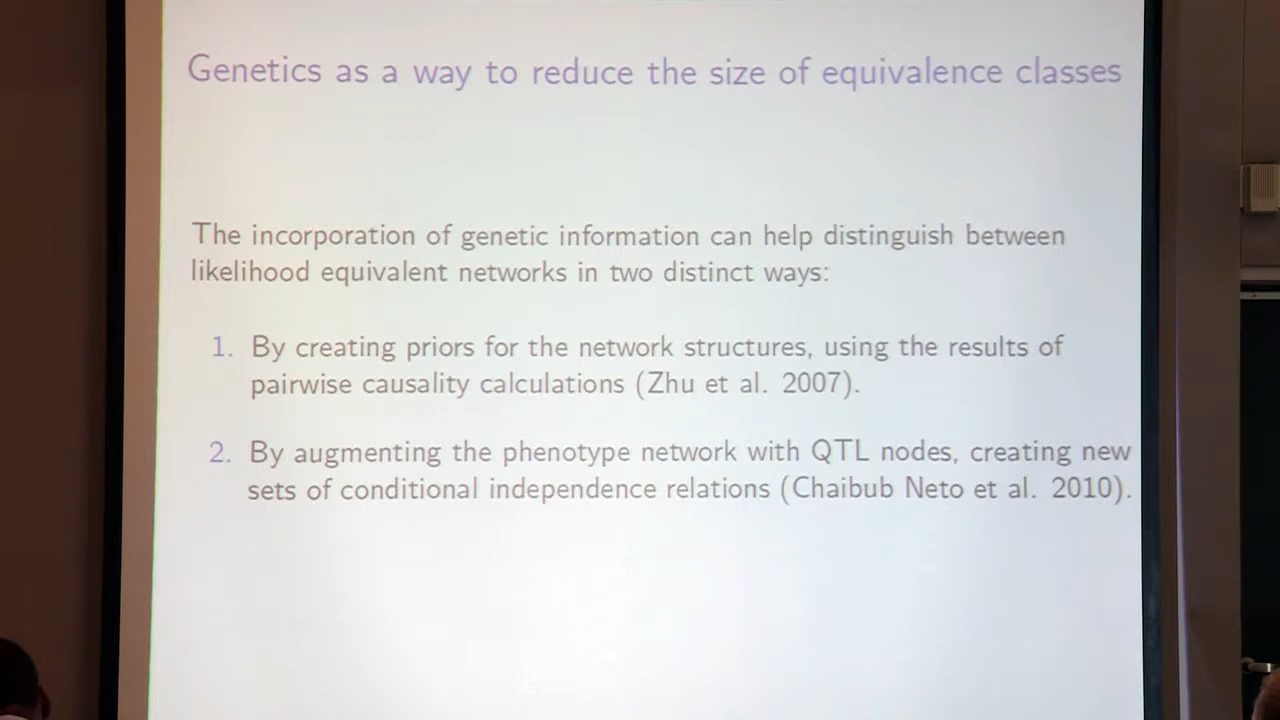 Genetics as a way to reduce the size of equivalence classes
The incorporation of genetic information can help distinguish between
likelihood equivalent networks in two distinct ways:
1. By creating priors for the network structures, using the results of
pairwise causality calculations (Zhu et al. 2007).
2. By augmenting the phenotype network with QTL nodes, creating new
sets of conditional independence relations (Chaibub Neto et al. 2010).